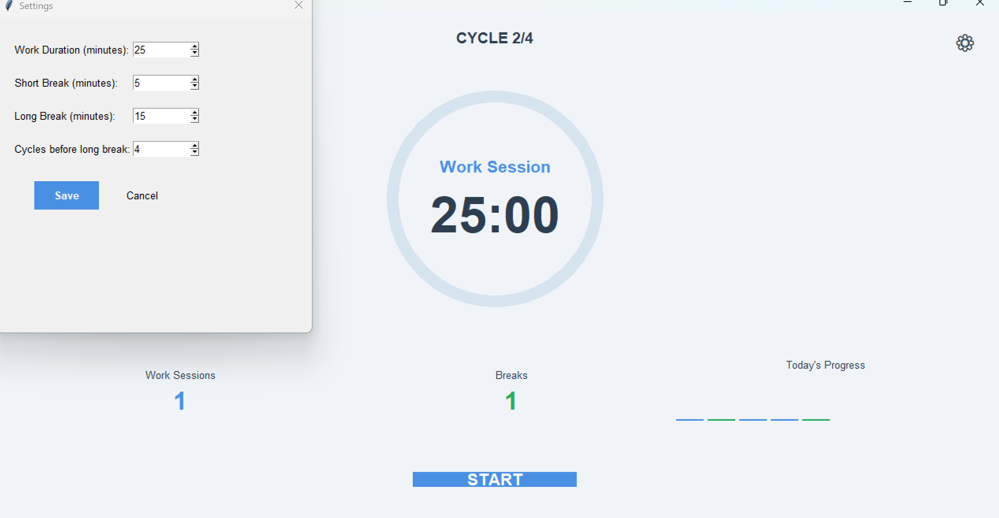 Settings
Work Duration (minutes): 25
Short Break (minutes): 5
Long Break (minutes): 15
Cycles before long break: 4
Save Cancel
CYCLE 2/4
Work Session
25:00
Work Sessions
1
Breaks
1
Today's Progress
START